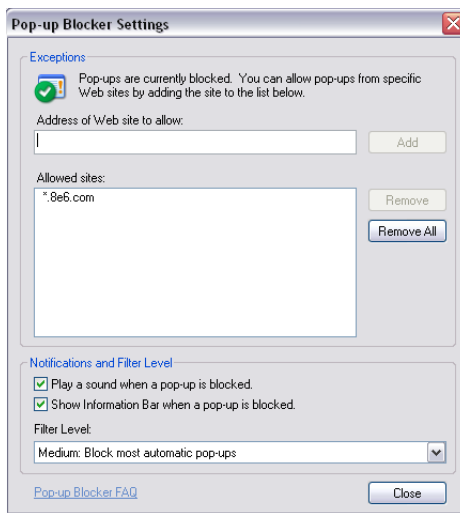 Pop-up Blocker Settings
Exceptions
Pop-ups are currently blocked. You can allow pop-ups from specific
Web sites by adding the site to the list below.
Address of Web site to allow:
Add
Allowed sites:
*.8e6.com
Remove
Remove All
Notifications and Filter Level
Play a sound when a pop-up is blocked.
Show Information Bar when a pop-up is blocked.
Filter Level:
Medium: Block most automatic pop-ups
Pop-up Blocker FAQ
Close